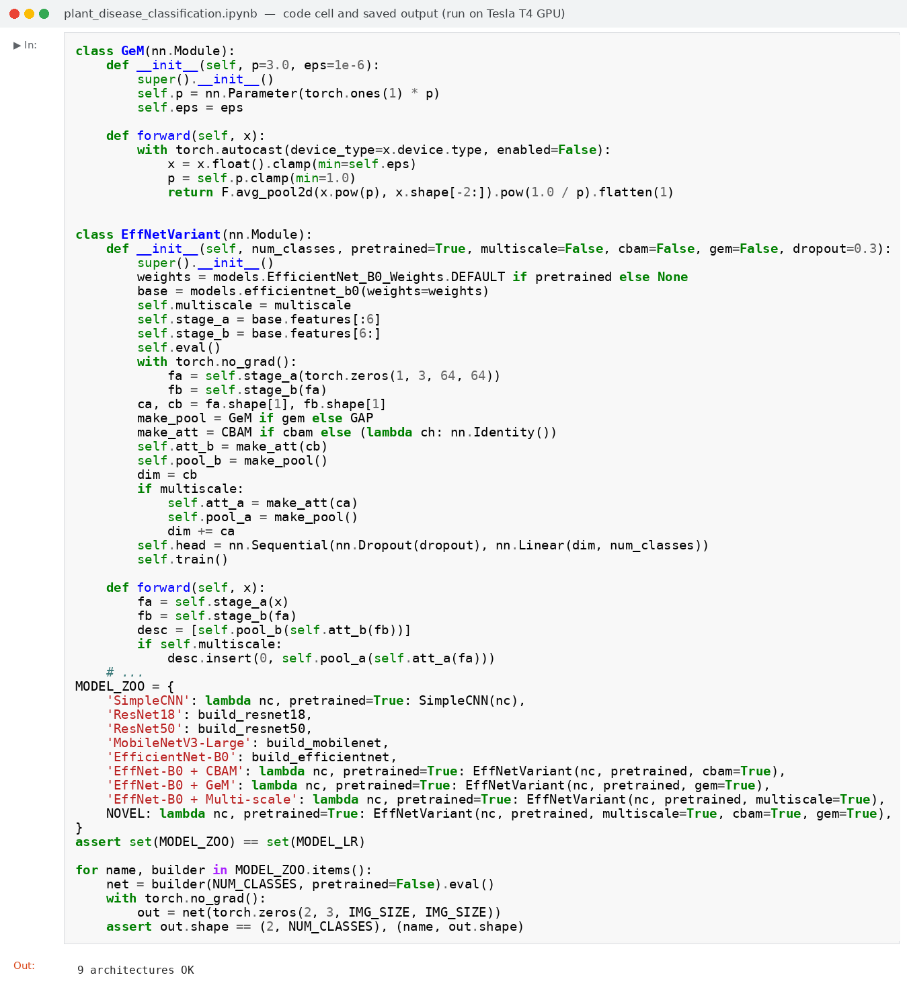 plant_disease_classification.ipynb — code cell and saved output (run on Tesla T4 GPU)
▶ In:
class GeM(nn.Module):
    def __init__(self, p=3.0, eps=1e-6):
        super().__init__()
        self.p = nn.Parameter(torch.ones(1) * p)
        self.eps = eps

    def forward(self, x):
        with torch.autocast(device_type=x.device.type, enabled=False):
            x = x.float().clamp(min=self.eps)
            p = self.p.clamp(min=1.0)
            return F.avg_pool2d(x.pow(p), x.shape[-2:]).pow(1.0 / p).flatten(1)


class EffNetVariant(nn.Module):
    def __init__(self, num_classes, pretrained=True, multiscale=False, cbam=False, gem=False, dropout=0.3):
        super().__init__()
        weights = models.EfficientNet_B0_Weights.DEFAULT if pretrained else None
        base = models.efficientnet_b0(weights=weights)
        self.multiscale = multiscale
        self.stage_a = base.features[:6]
        self.stage_b = base.features[6:]
        self.eval()
        with torch.no_grad():
            fa = self.stage_a(torch.zeros(1, 3, 64, 64))
            fb = self.stage_b(fa)
        ca, cb = fa.shape[1], fb.shape[1]
        make_pool = GeM if gem else GAP
        make_att = CBAM if cbam else (lambda ch: nn.Identity())
        self.att_b = make_att(cb)
        self.pool_b = make_pool()
        dim = cb
        if multiscale:
            self.att_a = make_att(ca)
            self.pool_a = make_pool()
            dim += ca
        self.head = nn.Sequential(nn.Dropout(dropout), nn.Linear(dim, num_classes))
        self.train()

    def forward(self, x):
        fa = self.stage_a(x)
        fb = self.stage_b(fa)
        desc = [self.pool_b(self.att_b(fb))]
        if self.multiscale:
            desc.insert(0, self.pool_a(self.att_a(fa)))
    # ...
MODEL_ZOO = {
    'SimpleCNN': lambda nc, pretrained=True: SimpleCNN(nc),
    'ResNet18': build_resnet18,
    'ResNet50': build_resnet50,
    'MobileNetV3-Large': build_mobilenet,
    'EfficientNet-B0': build_efficientnet,
    'EffNet-B0 + CBAM': lambda nc, pretrained=True: EffNetVariant(nc, pretrained, cbam=True),
    'EffNet-B0 + GeM': lambda nc, pretrained=True: EffNetVariant(nc, pretrained, gem=True),
    'EffNet-B0 + Multi-scale': lambda nc, pretrained=True: EffNetVariant(nc, pretrained, multiscale=True),
    NOVEL: lambda nc, pretrained=True: EffNetVariant(nc, pretrained, multiscale=True, cbam=True, gem=True),
}
assert set(MODEL_ZOO) == set(MODEL_LR)

for name, builder in MODEL_ZOO.items():
    net = builder(NUM_CLASSES, pretrained=False).eval()
    with torch.no_grad():
        out = net(torch.zeros(2, 3, IMG_SIZE, IMG_SIZE))
    assert out.shape == (2, NUM_CLASSES), (name, out.shape)
Out:
9 architectures OK